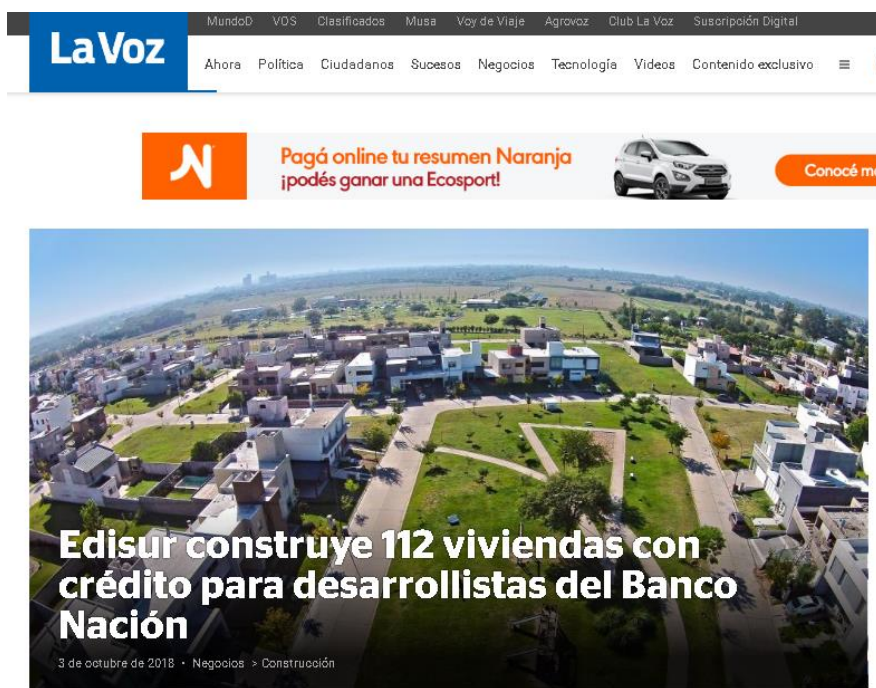 MundoD VOS Clasificados Musa Voy de Viaje Agrovoz Club La Voz Suscripción Digital
La Voz
Ahora Política Ciudadanos Sucesos Negocios Tecnología Videos Contenido exclusivo
N
Pagá online tu resumen Naranja
¡podés ganar una Ecosport!
Conocé m
Edisur construye 112 viviendas con
crédito para desarrollistas del Banco
Nación
3 de octubre de 2018 • Negocios > Construcción